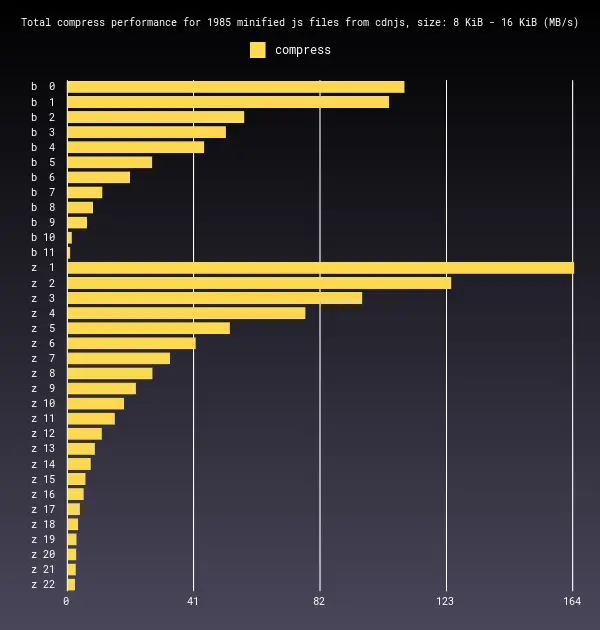 Total compress performance for 1985 minified js files from cdnjs, size: 8 KiB - 16 KiB (MB/s)
compress
b 0
b 1
b 2
b 3
b 4
b 5
b 6
b 7
b 8
b 9
b 10
b 11
z 1
z 2
z 3
z 4
z 5
z 6
z 7
z 8
z 9
z 10
z 11
z 12
z 13
z 14
z 15
z 16
z 17
z 18
z 19
z 20
z 21
z 22
0 41 82 123 164